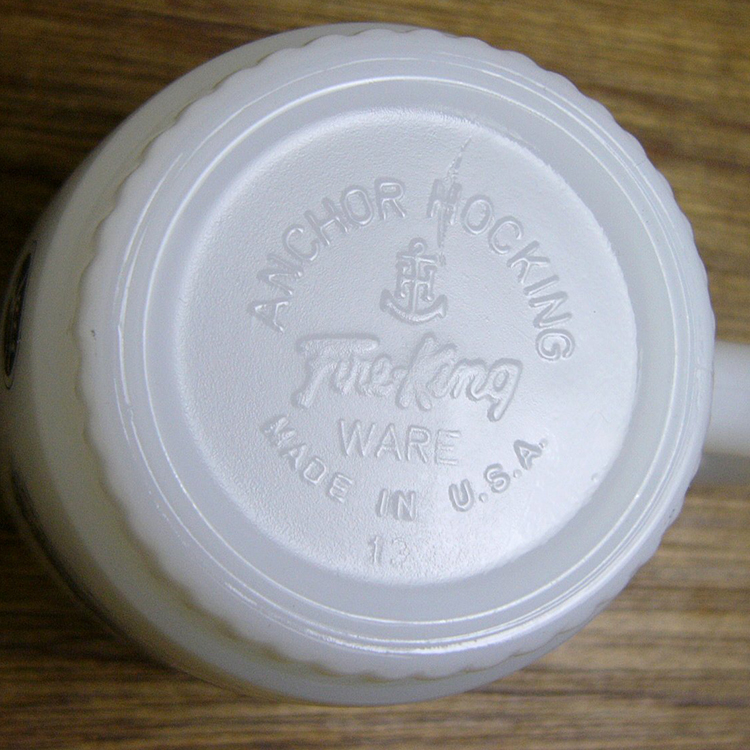 ANCHOR HOCKING
Fire-King
WARE
MADE IN U.S.A.
13